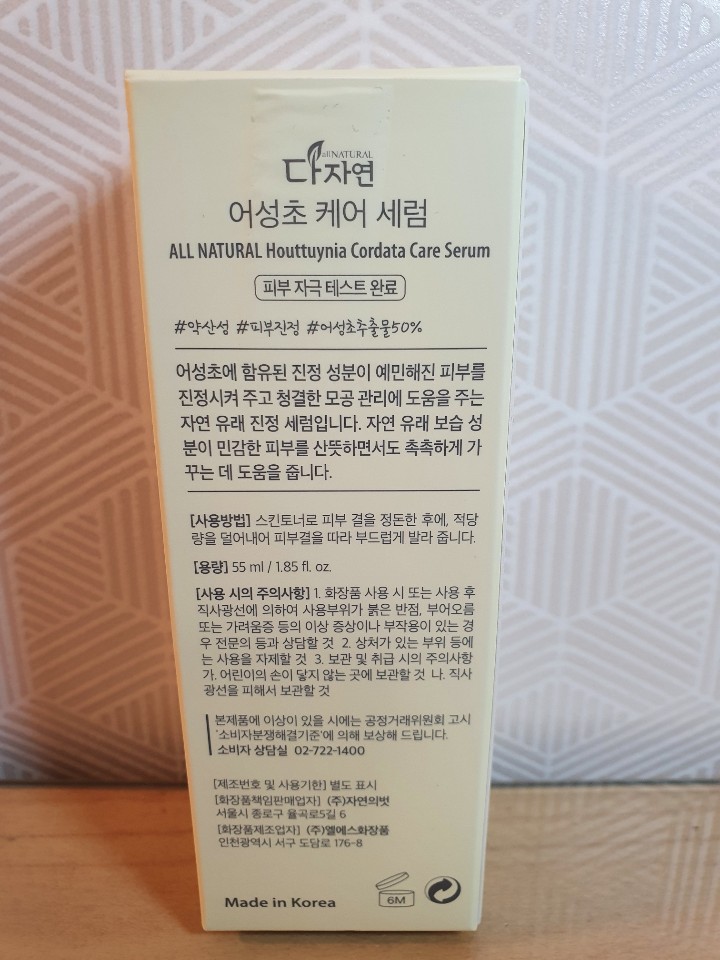 all NATURAL
다자연
어성초 케어 세럼
ALL NATURAL Houttuynia Cordata Care Serum
피부 자극 테스트 완료
#약산성 #피부진정 #어성초추출물50%
어성초에 함유된 진정 성분이 예민해진 피부를
진정시켜 주고 청결한 모공 관리에 도움을 주는
자연 유래 진정 세럼입니다. 자연 유래 보습 성
분이 민감한 피부를 산뜻하면서도 촉촉하게 가
꾸는 데 도움을 줍니다.
[사용방법] 스킨토너로 피부 결을 정돈한 후에, 적당
량을 덜어내어 피부결을 따라 부드럽게 발라 줍니다.
[용량] 55 ml / 1.85 fl. oz.
[사용 시의 주의사항] 1. 화장품 사용 시 또는 사용 후
직사광선에 의하여 사용부위가 붉은 반점, 부어오름
또는 가려움증 등의 이상 증상이나 부작용이 있는 경
우 전문의 등과 상담할 것 2. 상처가 있는 부위 등에
는 사용을 자제할 것 3. 보관 및 취급 시의 주의사항
가. 어린이의 손이 닿지 않는 곳에 보관할 것 나. 직사
광선을 피해서 보관할 것
본제품에 이상이 있을 시에는 공정거래위원회 고시
'소비자분쟁해결기준'에 의해 보상해 드립니다.
소비자 상담실 02-722-1400
[제조번호 및 사용기한] 별도 표시
[화장품책임판매업자] (주)자연의벗
서울시 종로구 율곡로5길 6
[화장품제조업자] (주)엘에스화장품
인천광역시 서구 도담로 176-8
Made in Korea
6M